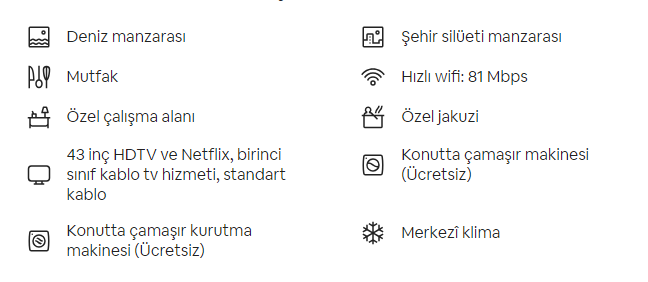 Deniz manzarası
Şehir silüeti manzarası
Mutfak
Hızlı wifi: 81 Mbps
Özel çalışma alanı
Özel jakuzi
43 inç HDTV ve Netflix, birinci
sınıf kablo tv hizmeti, standart
kablo
Konutta çamaşır makinesi
(Ücretsiz)
Konutta çamaşır kurutma
makinesi (Ücretsiz)
Merkezî klima